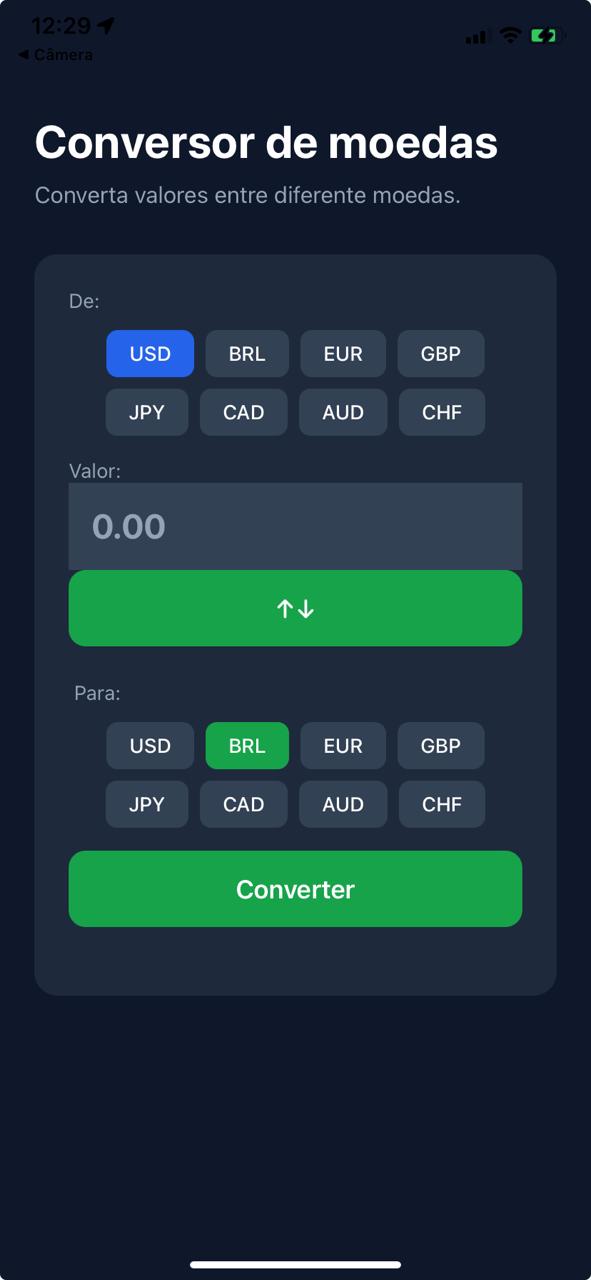 12:29
◀ Câmera
Conversor de moedas
Converta valores entre diferente moedas.
De:
USD BRL EUR GBP
JPY CAD AUD CHF
Valor:
0.00
↑↓
Para:
USD BRL EUR GBP
JPY CAD AUD CHF
Converter